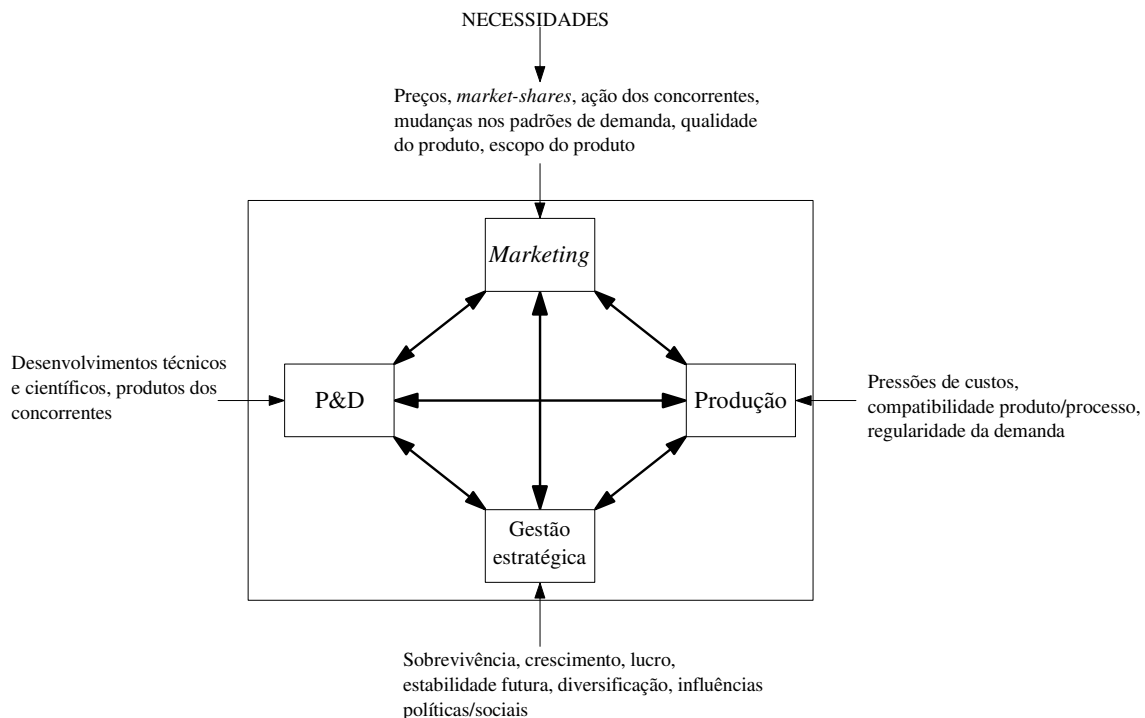 NECESSIDADES
Preços, market-shares, ação dos concorrentes,
mudanças nos padrões de demanda, qualidade
do produto, escopo do produto
Marketing
Desenvolvimentos técnicos
e científicos, produtos dos
concorrentes
P&D
Produção
Pressões de custos,
compatibilidade produto/processo,
regularidade da demanda
Gestão
estratégica
Sobrevivência, crescimento, lucro,
estabilidade futura, diversificação, influências
políticas/sociais